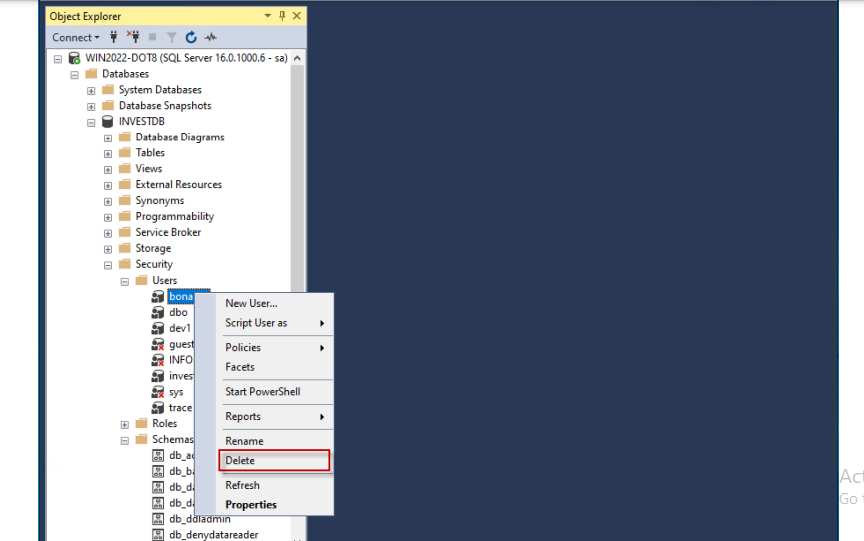 Object Explorer
Connect
WIN2022-DOT8 (SQL Server 16.0.1000.6 - sa)
Databases
System Databases
Database Snapshots
INVESTDB
Database Diagrams
Tables
Views
External Resources
Synonyms
Programmability
Service Broker
Storage
Security
Users
bona
dbo
dev1
guest
INFO
inves
sys
trace
Roles
Schemas
db_ac
db_ba
db_da
db_da
db_ddladmin
db_denydatareader
New User...
Script User as
Policies
Facets
Start PowerShell
Reports
Rename
Delete
Refresh
Properties
Act
Go t